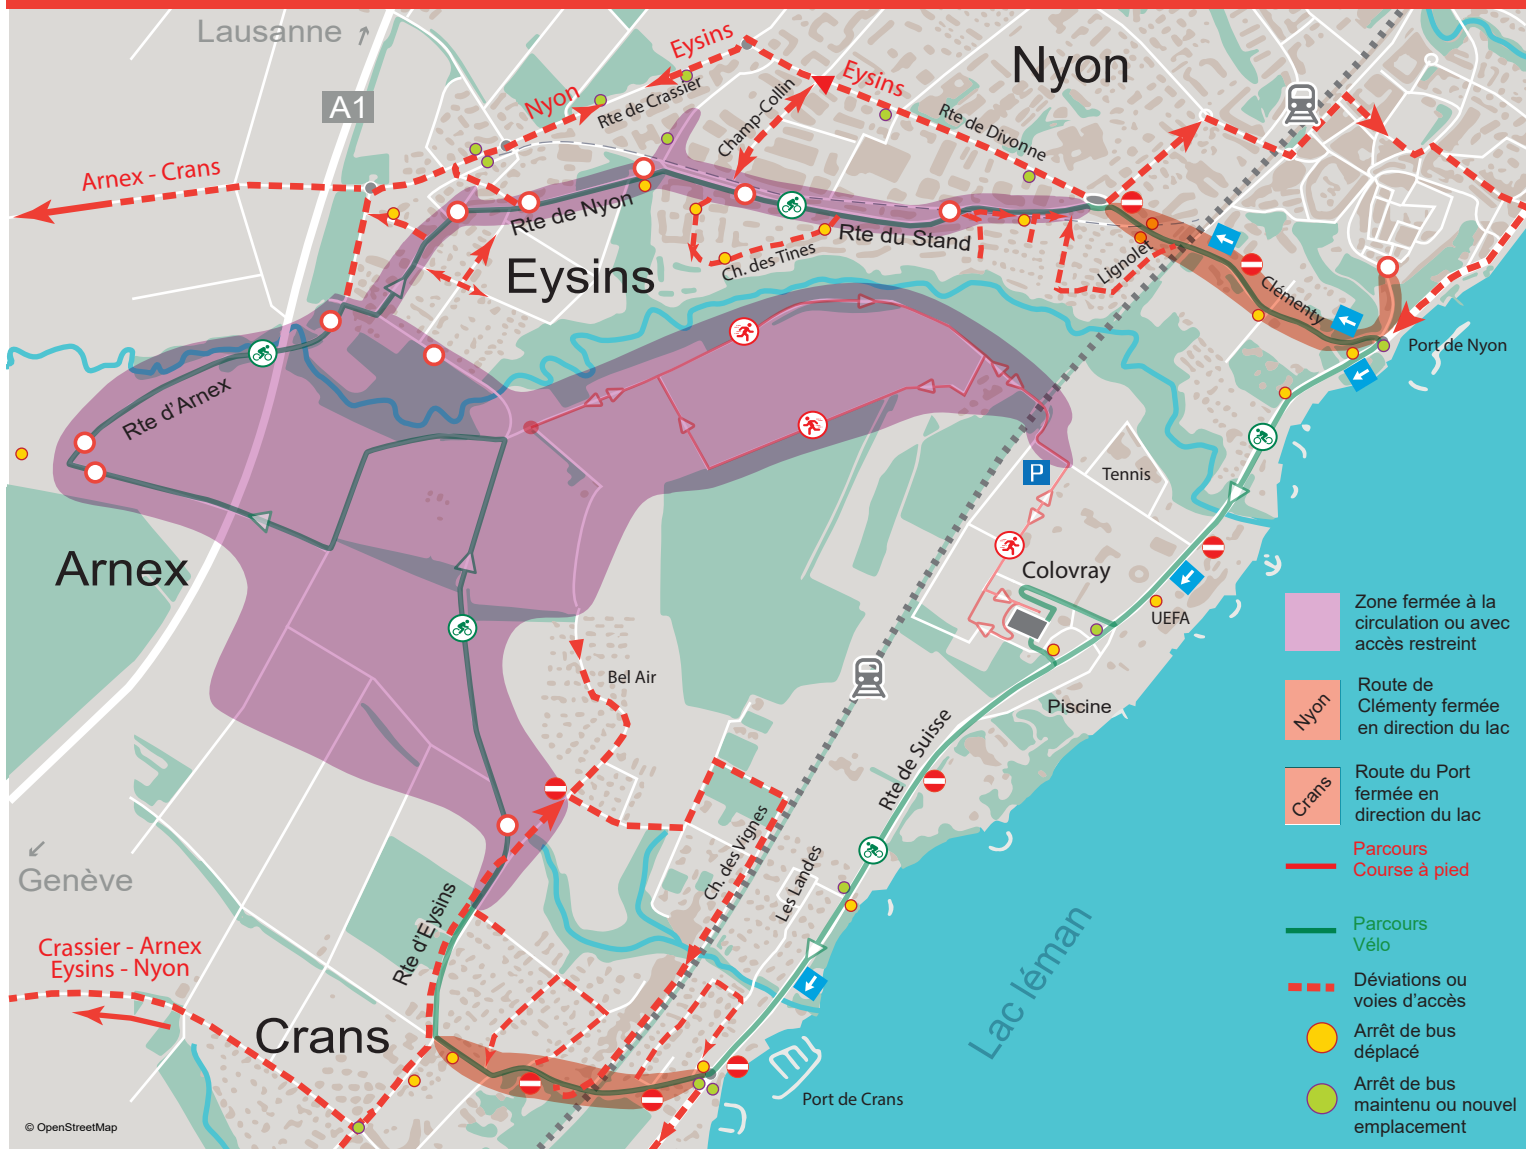 Lausanne
A1
Eysins
Eysins
Nyon
Nyon
Rte de Crassier
Champ-Collin
Rte de Divonne
Arnex - Crans
Rte de Nyon
Rte du Stand
Ch. des Tines
Eysins
Lignolet
Clémenty
Port de Nyon
Rte d'Arnex
P
Tennis
Arnex
Colovray
UEFA
Bel Air
Piscine
Rte de Suisse
Ch. des Vignes
Les Landes
Genève
Rte d'Eysins
Crassier - Arnex
Eysins - Nyon
Crans
Lac léman
Port de Crans
© OpenStreetMap
Zone fermée à la
circulation ou avec
accès restreint
Nyon
Route de
Clémenty fermée
en direction du lac
Crans
Route du Port
fermée en
direction du lac
Parcours
Course à pied
Parcours
Vélo
Déviations ou
voies d'accès
Arrêt de bus
déplacé
Arrêt de bus
maintenu ou nouvel
emplacement